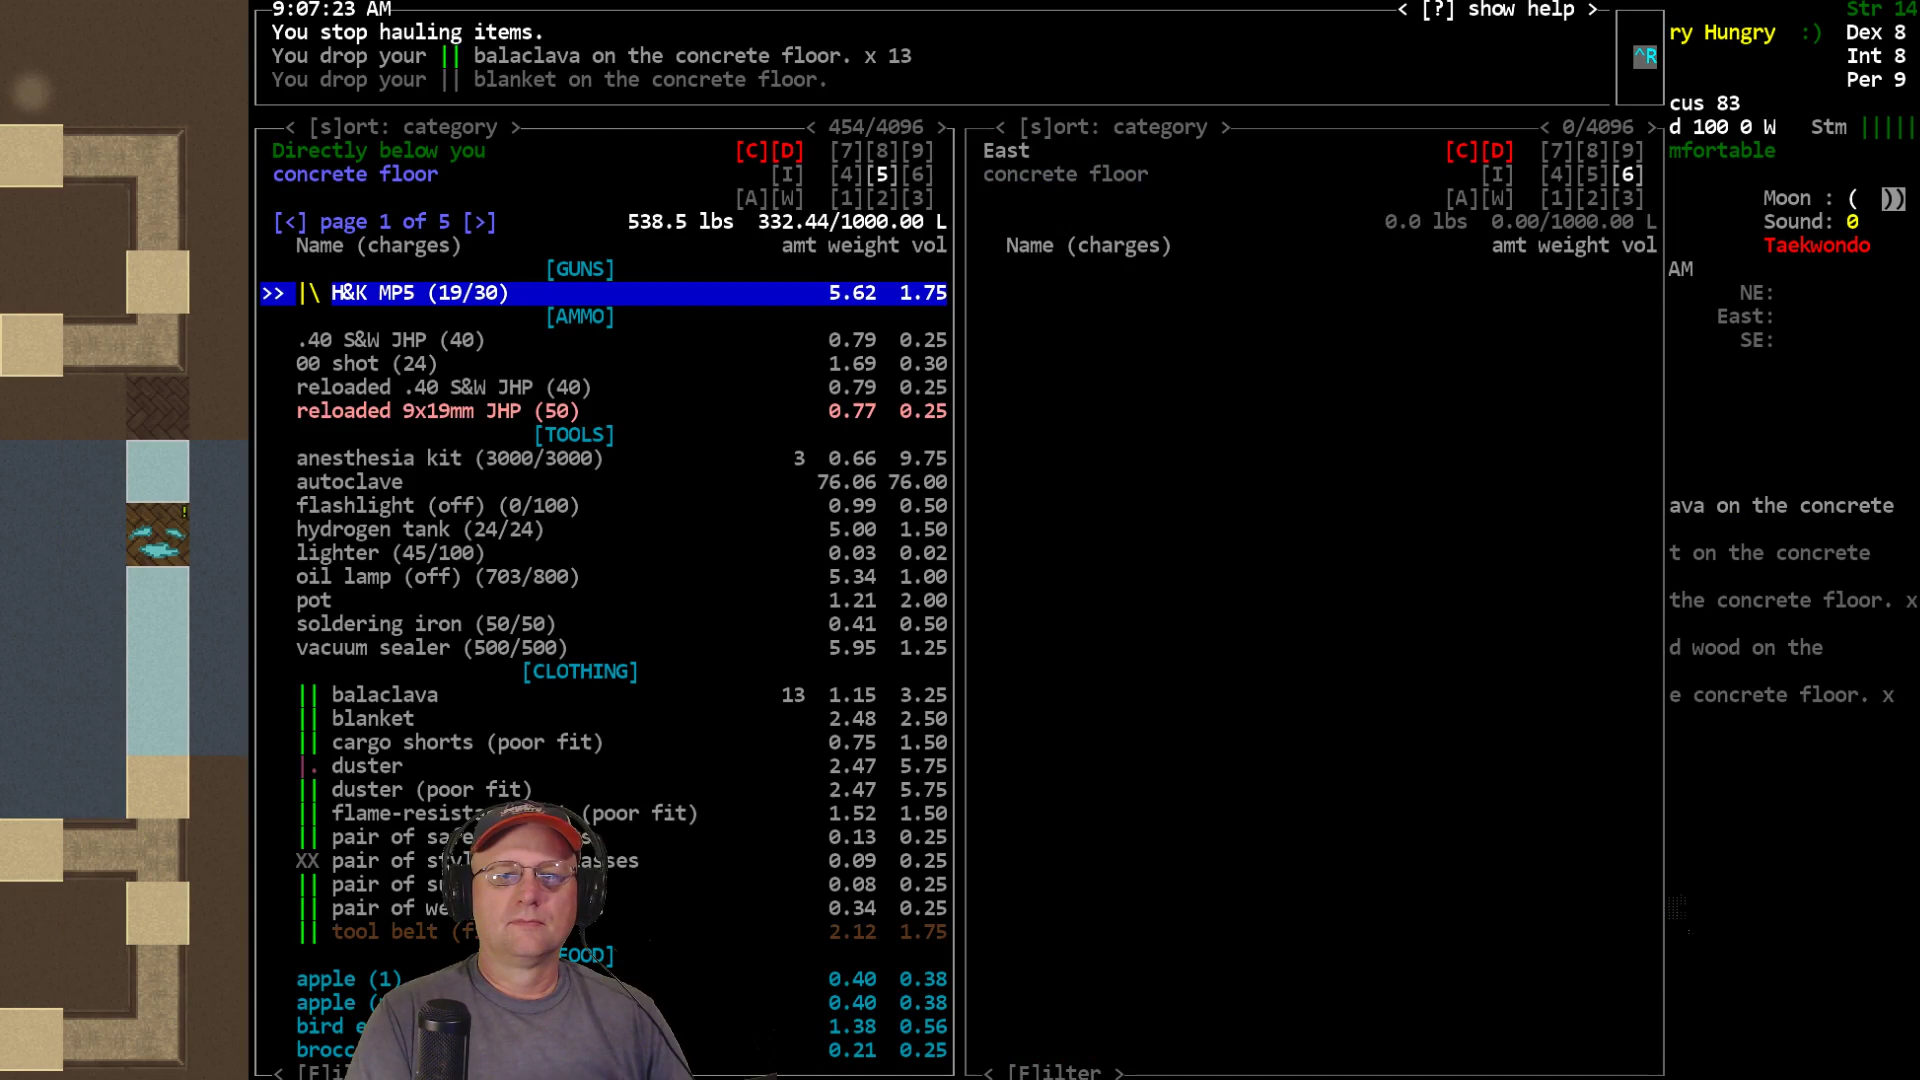 9:07:23 AM
< [?] show help >
You stop hauling items.
You drop your || balaclava on the concrete floor. x 13
You drop your || blanket on the concrete floor.
^R
Str 14
ry Hungry :) Dex 8
Int 8
Per 9
cus 83
d 100 0 W Stm |||||
mfortable
Moon : ( ))
Sound: 0
Taekwondo
AM
NE:
East:
SE:
ava on the concrete
t on the concrete
the concrete floor. x
d wood on the
e concrete floor. x
< [s]ort: category > < 454/4096 >
Directly below you [C][D] [7][8][9]
concrete floor [I] [4][5][6]
[A][W] [1][2][3]
[<] page 1 of 5 [>] 538.5 lbs 332.44/1000.00 L
Name (charges) amt weight vol
[GUNS]
>> |\ H&K MP5 (19/30) 5.62 1.75
[AMMO]
.40 S&W JHP (40) 0.79 0.25
00 shot (24) 1.69 0.30
reloaded .40 S&W JHP (40) 0.79 0.25
reloaded 9x19mm JHP (50) 0.77 0.25
[TOOLS]
anesthesia kit (3000/3000) 3 0.66 9.75
autoclave 76.06 76.00
flashlight (off) (0/100) 0.99 0.50
hydrogen tank (24/24) 5.00 1.50
lighter (45/100) 0.03 0.02
oil lamp (off) (703/800) 5.34 1.00
pot 1.21 2.00
soldering iron (50/50) 0.41 0.50
vacuum sealer (500/500) 5.95 1.25
[CLOTHING]
|| balaclava 13 1.15 3.25
|| blanket 2.48 2.50
|| cargo shorts (poor fit) 0.75 1.50
|. duster 2.47 5.75
|| duster (poor fit) 2.47 5.75
|| flame-resista (poor fit) 1.52 1.50
|| pair of 0.13 0.25
XX pair of asses 0.09 0.25
|| pair of 0.08 0.25
|| pair of 0.34 0.25
|| tool belt 2.12 1.75
FOOD]
apple (1) 0.40 0.38
apple 0.40 0.38
bird 1.38 0.56
brocc 0.21 0.25
< [s]ort: category > < 0/4096 >
East [C][D] [7][8][9]
concrete floor [I] [4][5][6]
[A][W] [1][2][3]
0.0 lbs 0.00/1000.00 L
Name (charges) amt weight vol
< [F]ilter >